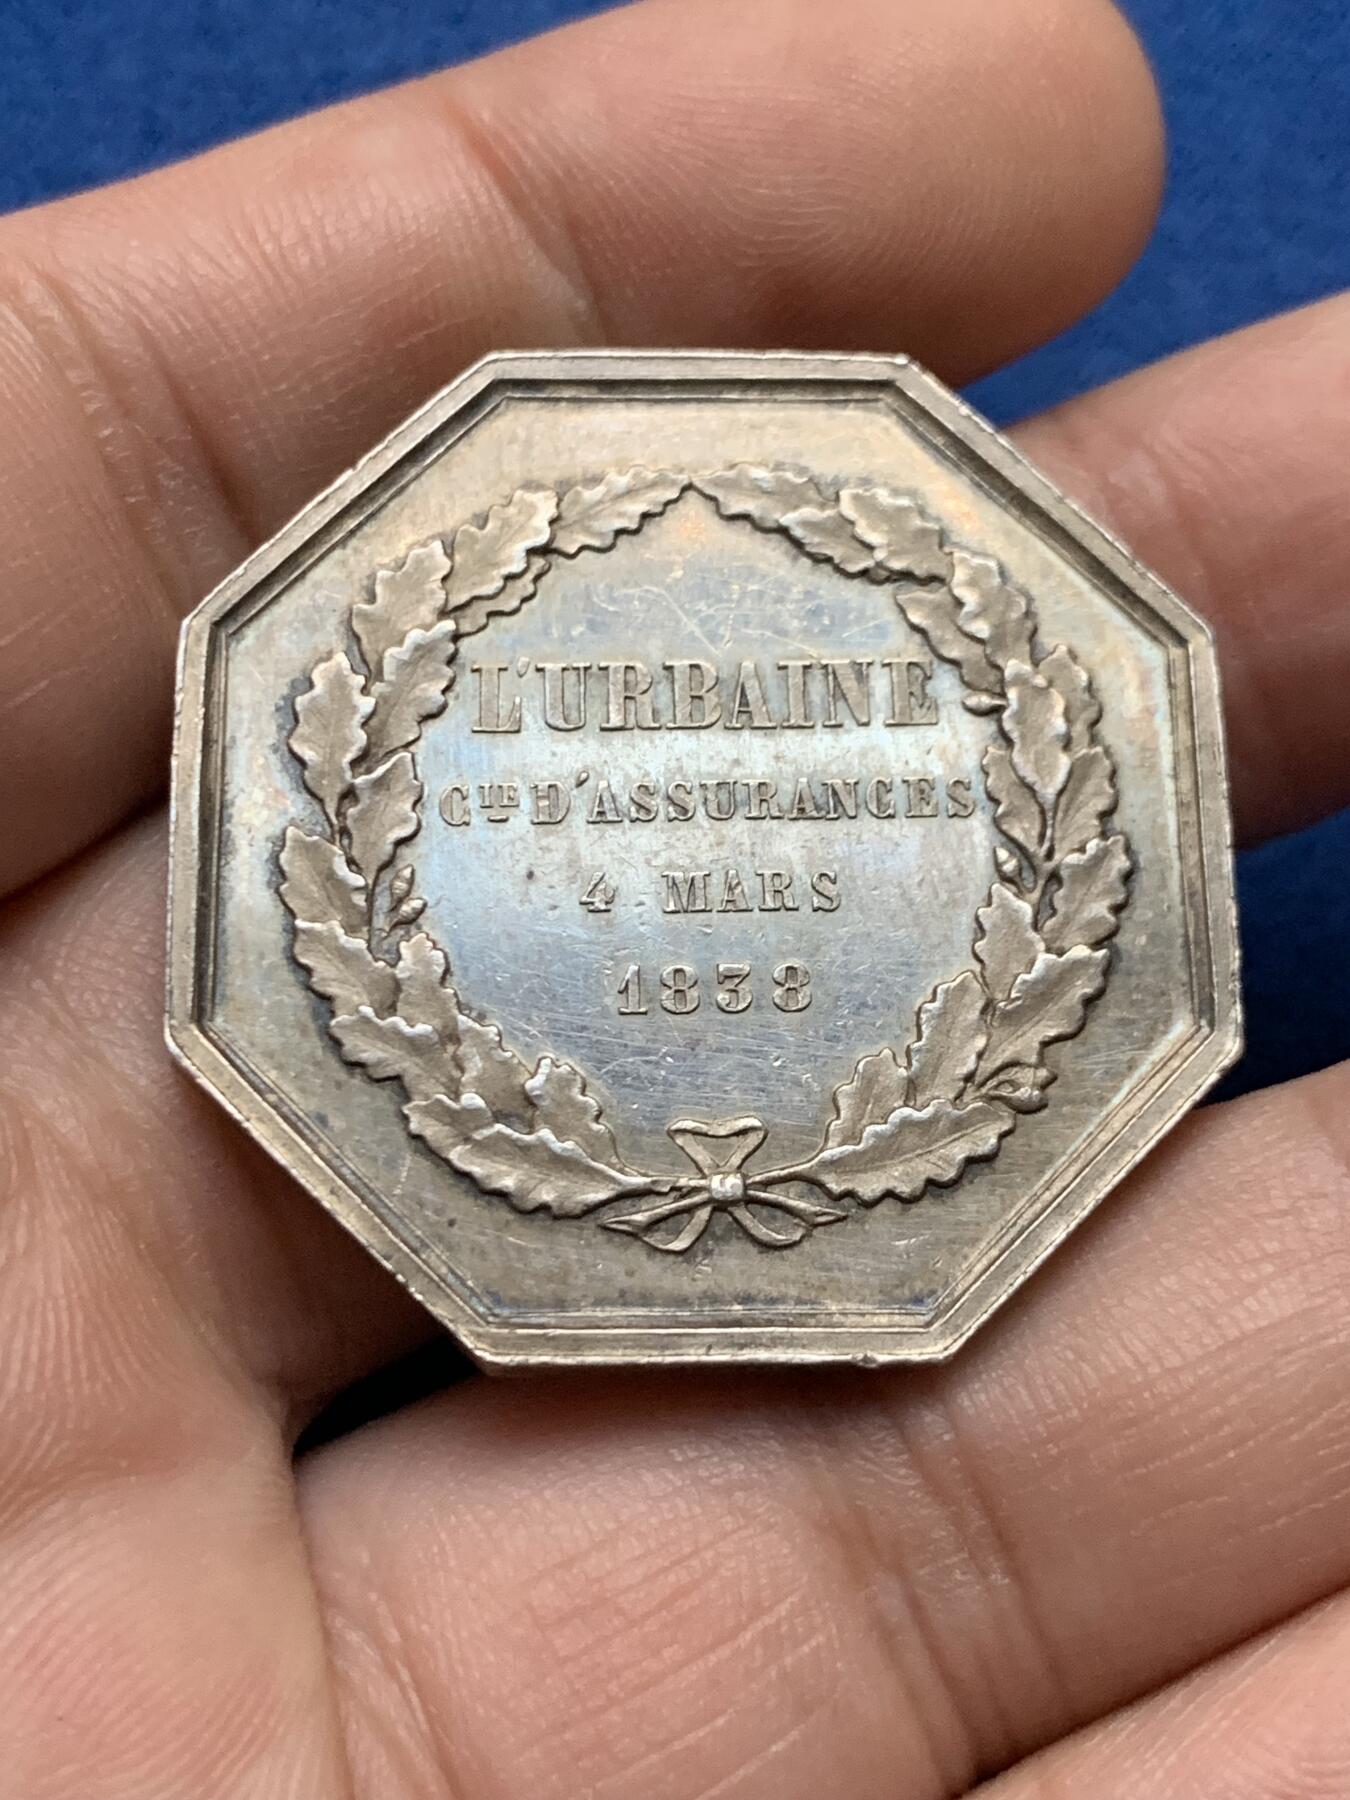 L'URBAINE
CIE D'ASSURANCES
4 MARS
1838